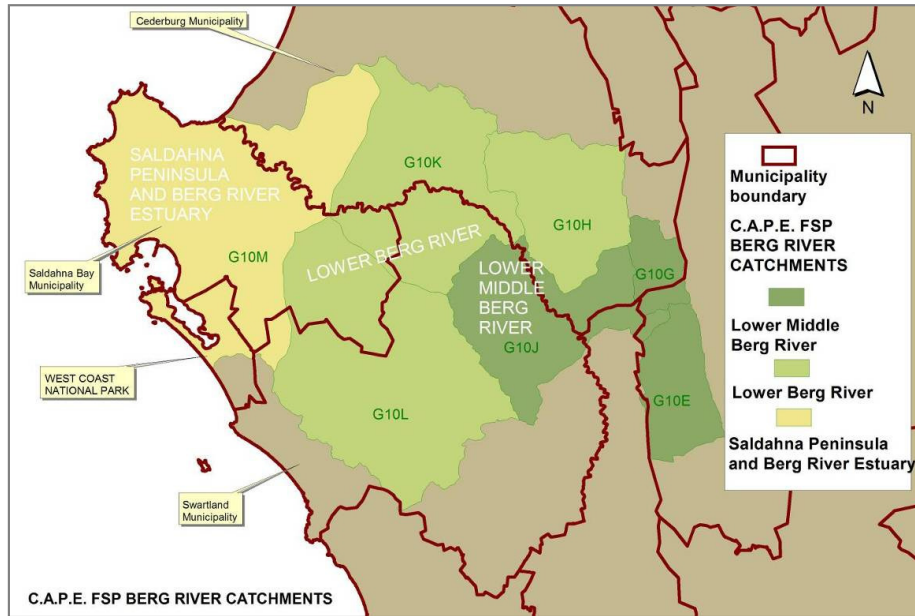 Cederburg Municipality
SALDAHNA
PENINSULA
AND BERG RIVER
ESTUARY
G10K
G10H
G10M
LOWER BERG RIVER
G10G
LOWER
MIDDLE
BERG
RIVER
G10J
Saldahna Bay
Municipality
WEST COAST
NATIONAL PARK
G10L
G10E
Swartland
Municipality
N
Municipality
boundary
C.A.P.E. FSP
BERG RIVER
CATCHMENTS
Lower Middle
Berg River
Lower Berg River
Saldahna Peninsula
and Berg River Estuary
C.A.P.E. FSP BERG RIVER CATCHMENTS